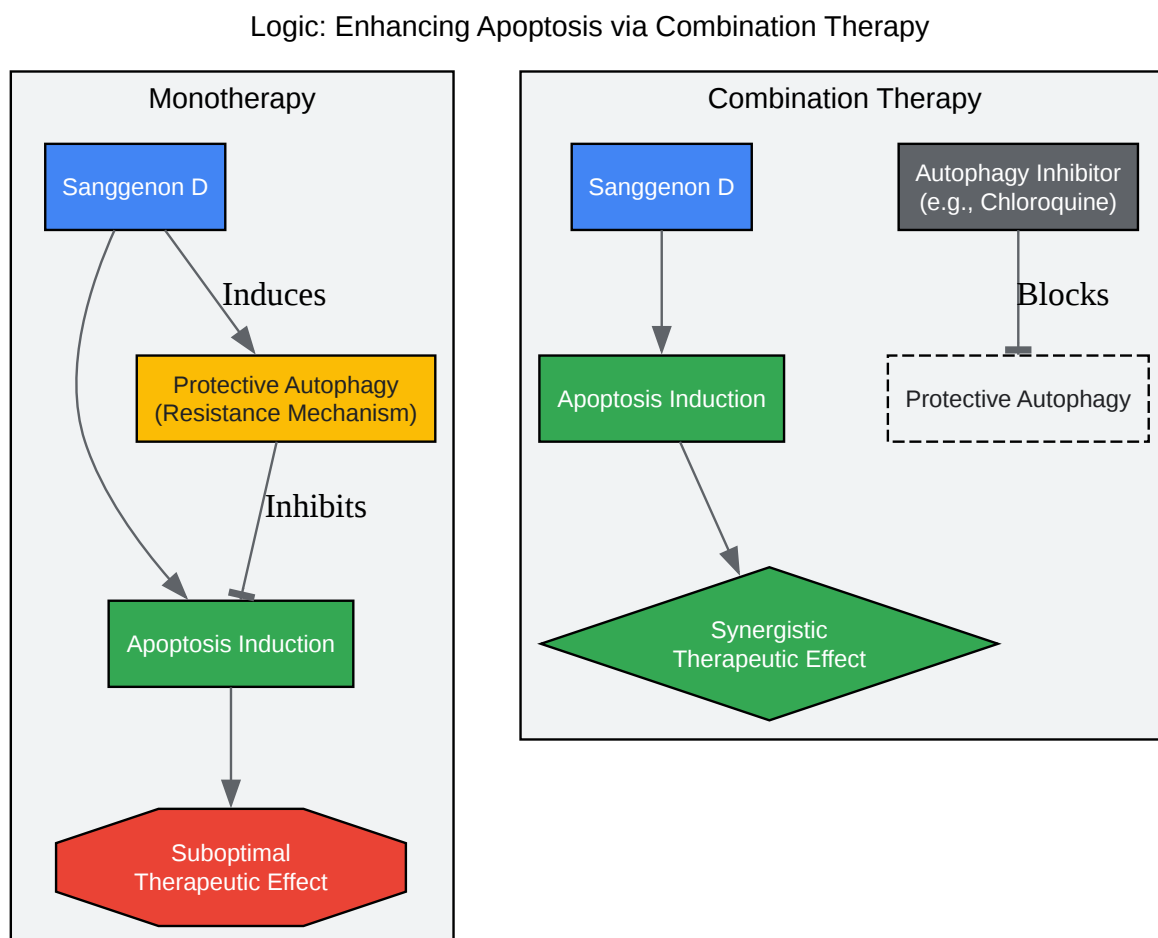 Logic: Enhancing Apoptosis via Combination Therapy
Monotherapy
Sanggenon D
Induces
Protective Autophagy
(Resistance Mechanism)
Inhibits
Apoptosis Induction
Suboptimal
Therapeutic Effect
Combination Therapy
Sanggenon D
Autophagy Inhibitor
(e.g., Chloroquine)
Blocks
Apoptosis Induction
Protective Autophagy
Synergistic
Therapeutic Effect